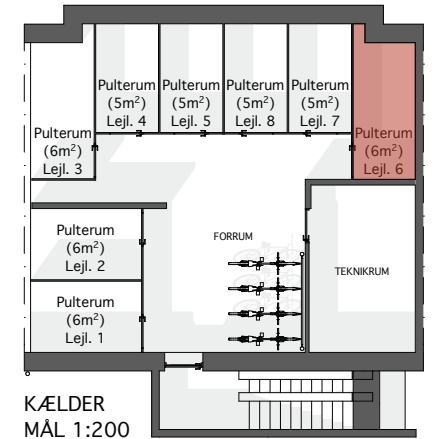 Pulterum
(6m²)
Lejl. 3
Pulterum
(5m²)
Lejl. 4
Pulterum
(5m²)
Lejl. 5
Pulterum
(5m²)
Lejl. 8
Pulterum
(5m²)
Lejl. 7
Pulterum
(6m²)
Lejl. 6
Pulterum
(6m²)
Lejl. 2
FORRUM
TEKNIKRUM
Pulterum
(6m²)
Lejl. 1
KÆLDER
MÅL 1:200